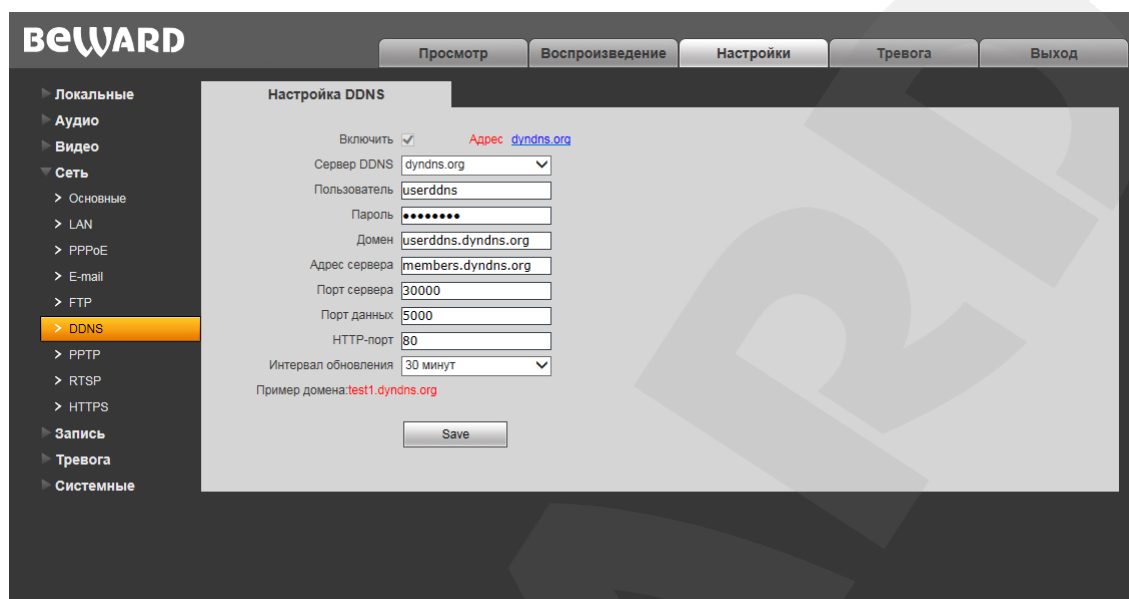 BEWARD
Просмотр Воспроизведение Настройки Тревога Выход
Локальные
Аудио
Видео
Сеть
Основные
LAN
PPPoE
E-mail
FTP
DDNS
PPTP
RTSP
HTTPS
Запись
Тревога
Системные
Настройка DDNS
Включить Адрес dyndns.org
Сервер DDNS dyndns.org
Пользователь userddns
Пароль ••••••••
Домен userddns.dyndns.org
Адрес сервера members.dyndns.org
Порт сервера 30000
Порт данных 5000
HTTP-порт 80
Интервал обновления 30 минут
Пример домена:test1.dyndns.org
Save